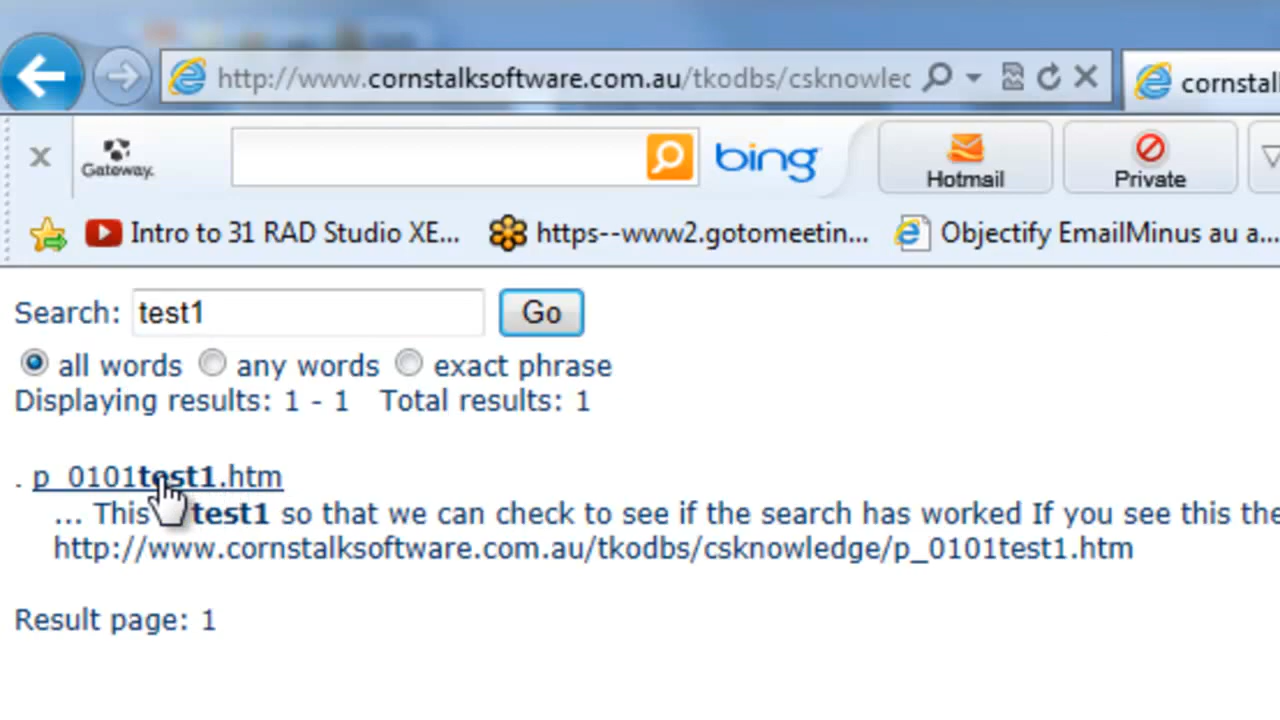 http://www.cornstalksoftware.com.au/tkodbs/csknowlec
cornstal
Gateway.
bing
Hotmail
Private
Intro to 31 RAD Studio XE...
https--www2.gotomeetin...
Objectify EmailMinus au a...
Search: test1 Go
all words any words exact phrase
Displaying results: 1 - 1 Total results: 1
. p_0101test1.htm
... This test1 so that we can check to see if the search has worked If you see this the
http://www.cornstalksoftware.com.au/tkodbs/csknowledge/p_0101test1.htm
Result page: 1